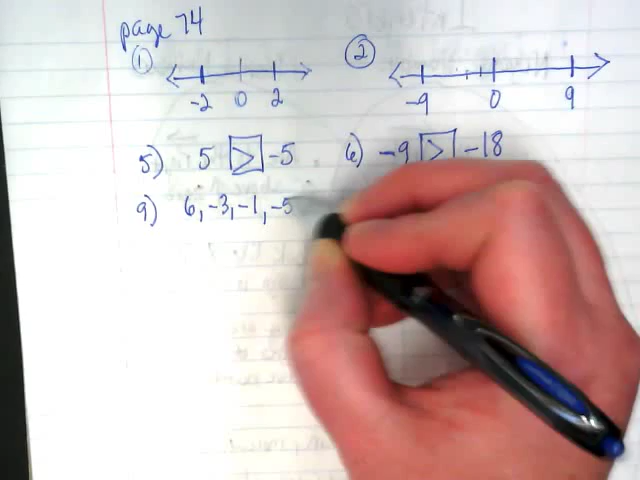 page 74
① ②
-2 0 2 -9 0 9
5) 5 > -5 6) -9 > -18
9) 6, -3, -1, -5